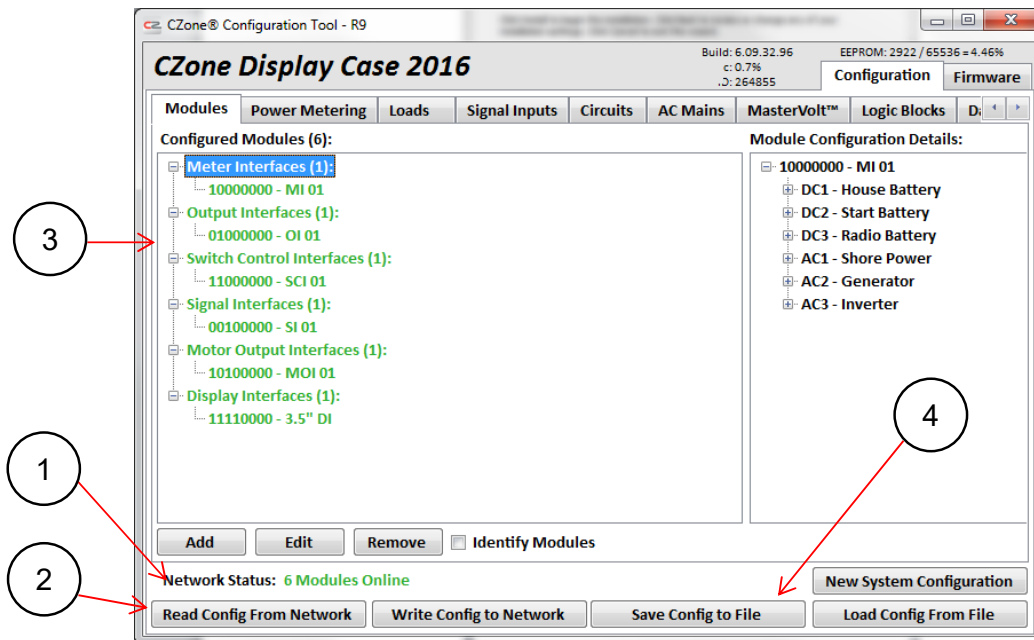 CZ CZone® Configuration Tool - R9
CZone Display Case 2016
Build: 6.09.32.96
c: 0.7%
.D: 264855
EEPROM: 2922 / 65536 = 4.46%
Configuration
Firmware
Modules
Power Metering
Loads
Signal Inputs
Circuits
AC Mains
MasterVolt™
Logic Blocks
Configured Modules (6):
Meter Interfaces (1):
10000000 - MI 01
Output Interfaces (1):
01000000 - OI 01
Switch Control Interfaces (1):
11000000 - SCI 01
Signal Interfaces (1):
00100000 - SI 01
Motor Output Interfaces (1):
10100000 - MOI 01
Display Interfaces (1):
11110000 - 3.5" DI
Module Configuration Details:
10000000 - MI 01
DC1 - House Battery
DC2 - Start Battery
DC3 - Radio Battery
AC1 - Shore Power
AC2 - Generator
AC3 - Inverter
3
4
1
2
Add
Edit
Remove
Identify Modules
Network Status: 6 Modules Online
New System Configuration
Read Config From Network
Write Config to Network
Save Config to File
Load Config From File